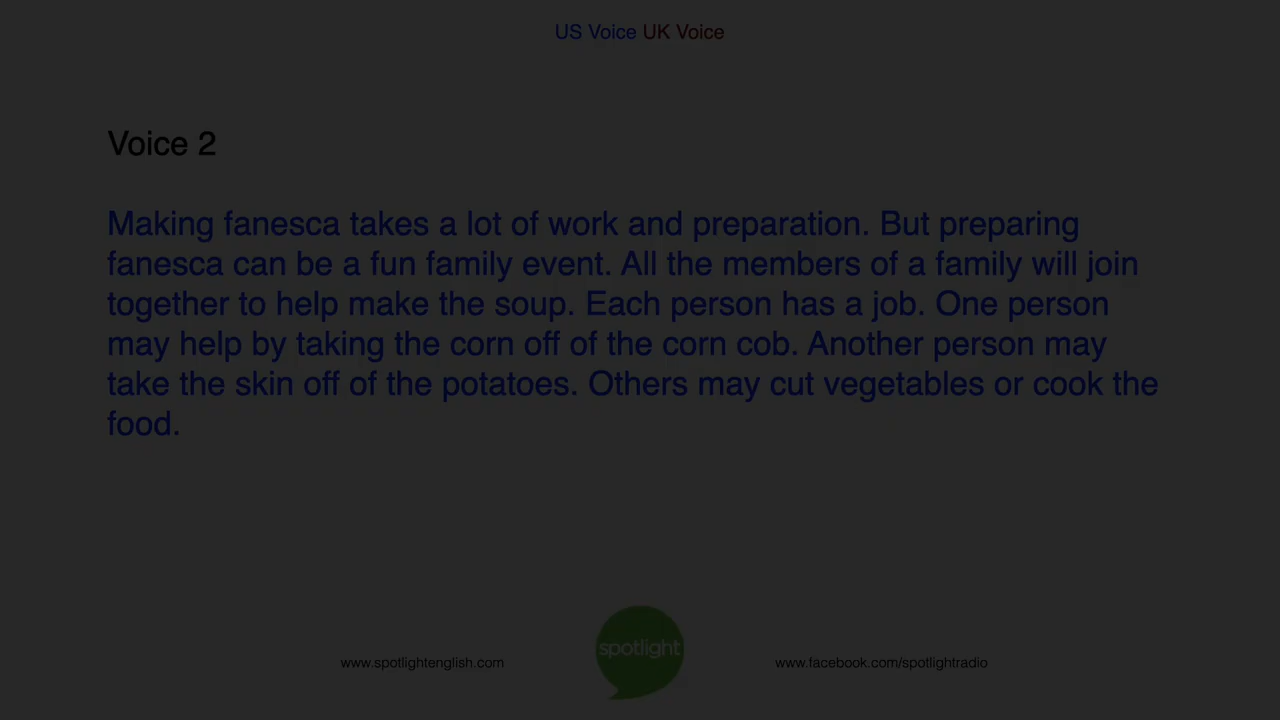 US Voice UK Voice
Voice 2
Making fanesca takes a lot of work and preparation. But preparing
fanesca can be a fun family event. All the members of a family will join
together to help make the soup. Each person has a job. One person
may help by taking the corn off of the corn cob. Another person may
take the skin off of the potatoes. Others may cut vegetables or cook the
food.
spotlight
www.spotlightenglish.com
www.facebook.com/spotlightradio